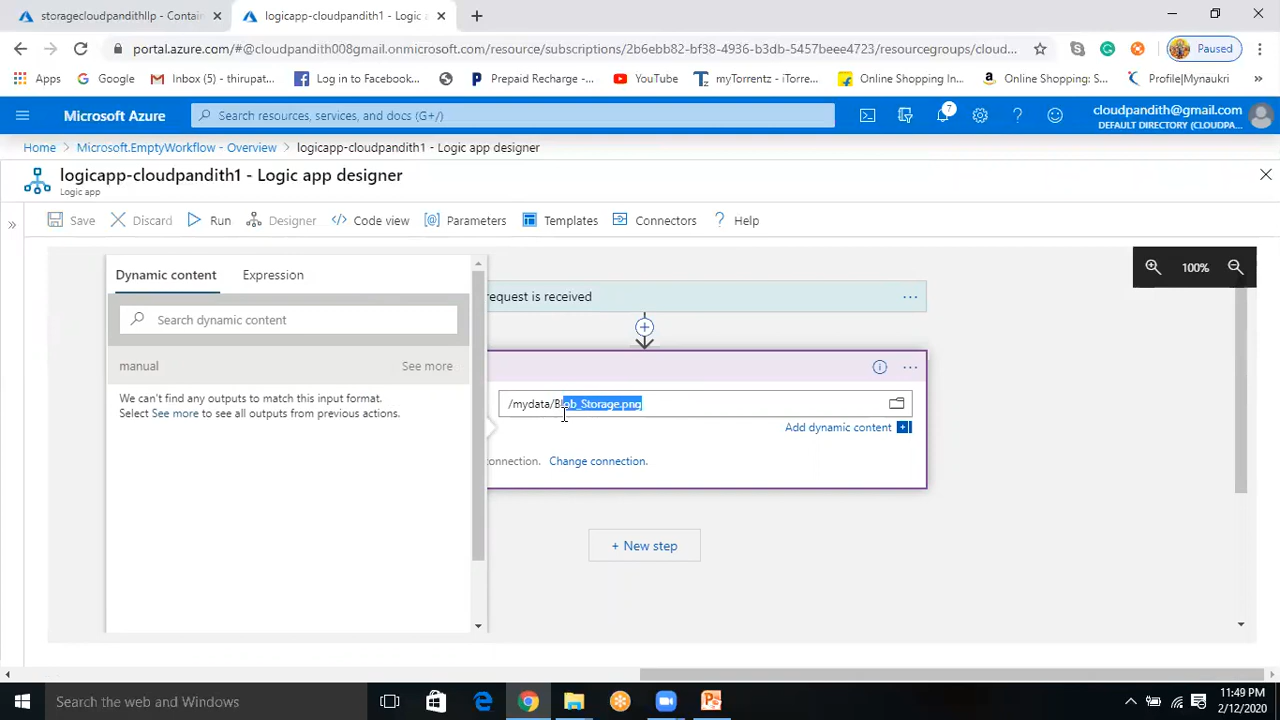 storagecloudpandithllp - Contain
logicapp-cloudpandith1 - Logic a
portal.azure.com/#@cloudpandith008gmail.onmicrosoft.com/resource/subscriptions/2b6ebb82-bf38-4936-b3db-5457beee4723/resourcegroups/cloud...
Paused
Apps
Google
Inbox (5) - thirupat...
Log in to Facebook...
Prepaid Recharge -...
YouTube
myTorrentz - iTorre...
Online Shopping In...
Online Shopping: S...
Profile|Mynaukri
Microsoft Azure
Search resources, services, and docs (G+/)
7
cloudpandith@gmail.com
DEFAULT DIRECTORY (CLOUDPA...
Home
Microsoft.EmptyWorkflow - Overview
logicapp-cloudpandith1 - Logic app designer
logicapp-cloudpandith1 - Logic app designer
Logic app
Save
Discard
Run
Designer
Code view
Parameters
Templates
Connectors
Help
Dynamic content
Expression
Search dynamic content
manual
See more
We can't find any outputs to match this input format.
Select See more to see all outputs from previous actions.
request is received
100%
/mydata/Blob_Storage.png
Add dynamic content
connection. Change connection.
+ New step
Search the web and Windows
11:49 PM
2/12/2020